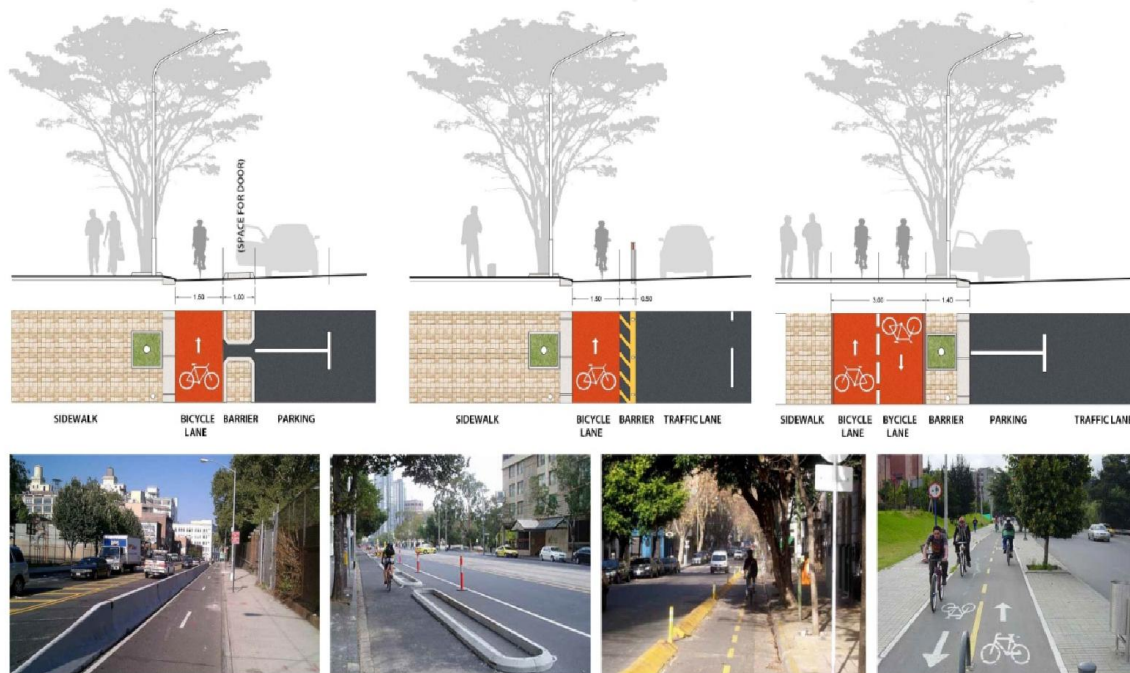 (SPACE FOR DOOR)
1.50
1.00
1.50
0.50
3.00
1.40
SIDEWALK
BICYCLE
LANE
BARRIER
PARKING
SIDEWALK
BICYCLE
LANE
BARRIER
TRAFFIC LANE
SIDEWALK
BICYCLE
LANE
BYCICLE
LANE
BARRIER
PARKING
TRAFFIC LANE